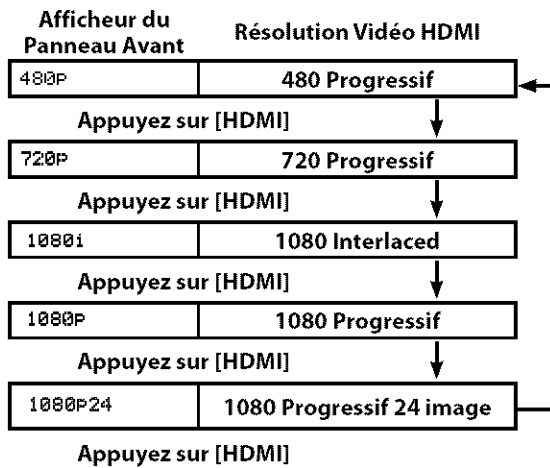 Afficheur du
Panneau Avant
Résolution Vidéo HDMI
480P 480 Progressif
Appuyez sur [HDMI]
720P 720 Progressif
Appuyez sur [HDMI]
1080i 1080 Interlaced
Appuyez sur [HDMI]
1080P 1080 Progressif
Appuyez sur [HDMI]
1080P24 1080 Progressif 24 image
Appuyez sur [HDMI]